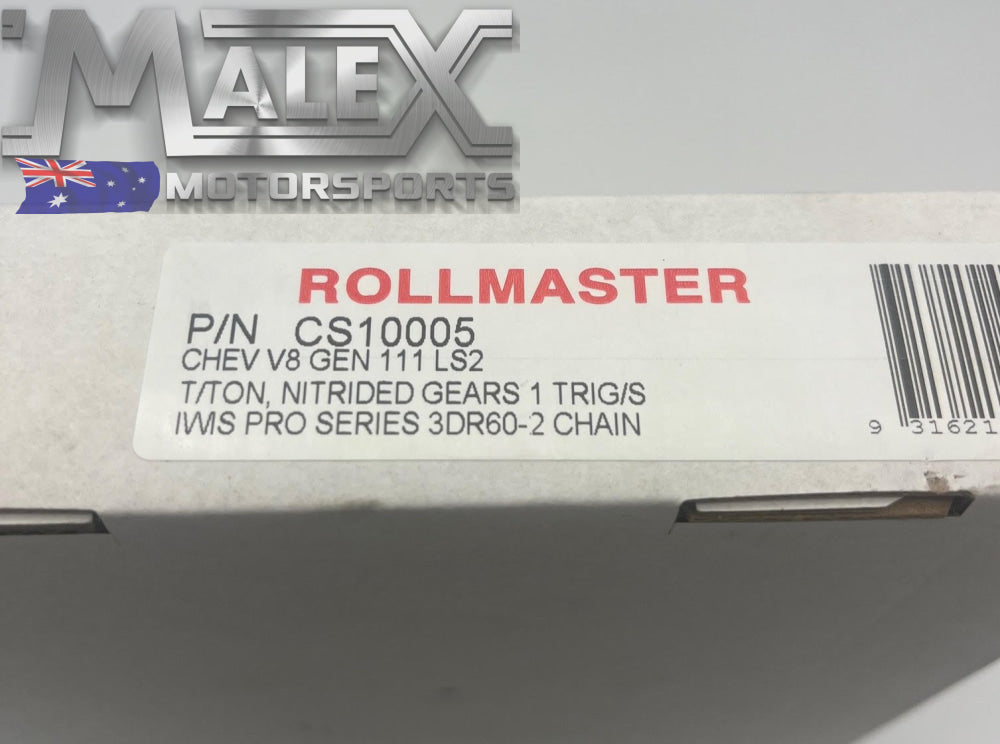 MALEX
MOTORSPORTS
ROLLMASTER
P/N CS10005
CHEV V8 GEN 111 LS2
T/TON, NITRIDED GEARS 1 TRIG/S
IWIS PRO SERIES 3DR60-2 CHAIN
9 31621